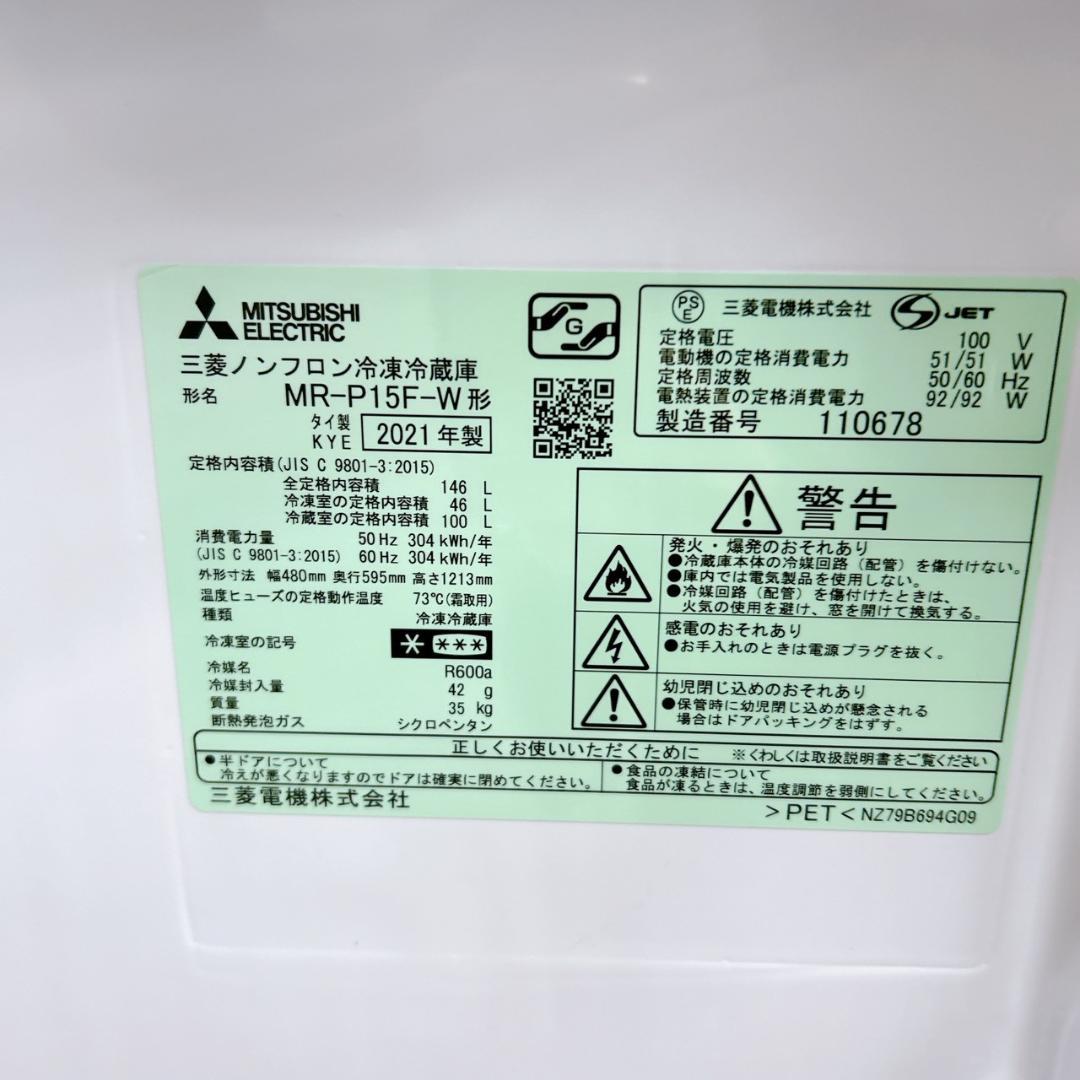 MITSUBISHI
ELECTRIC
三菱ノンフロン冷凍冷蔵庫
形名 MR-P15F-W 形
タイ製
KYE
2021 年製
定格内容積(JIS C 9801-3:2015)
全定格内容積 146 L
冷凍室の定格内容積 46 L
冷蔵室の定格内容積 100 L
消費電力量 50 Hz 304 kWh/年
(JIS C 9801-3:2015) 60 Hz 304 kWh/年
外形寸法 幅480mm 奥行595mm 高さ1213mm
温度ヒューズの定格動作温度 73℃(霜取用)
種類 冷凍冷蔵庫
冷凍室の記号 * ***
冷媒名 R600a
冷媒封入量 42 g
質量 35 kg
断熱発泡ガス シクロペンタン
G
PS
E
三菱電機株式会社
S JET
定格電圧 100 V
電動機の定格消費電力 51/51 W
定格周波数 50/60 Hz
電熱装置の定格消費電力 92/92 W
製造番号 110678
警告
発火・爆発のおそれあり
●冷蔵庫本体の冷媒回路(配管)を傷付けない。
●庫内では電気製品を使用しない。
●冷媒回路(配管)を傷付けたときは、
火気の使用を避け、窓を開けて換気する。
感電のおそれあり
●お手入れのときは電源プラグを抜く。
幼児閉じ込めのおそれあり
●保管時に幼児閉じ込めが懸念される
場合はドアパッキングをはずす。
正しくお使いいただくために ※くわしくは取扱説明書をご覧ください
●半ドアについて
冷えが悪くなりますのでドアは確実に閉めてください。
●食品の凍結について
食品が凍るときは、温度調節を弱側にしてください。
三菱電機株式会社
>PET< NZ79B694G09